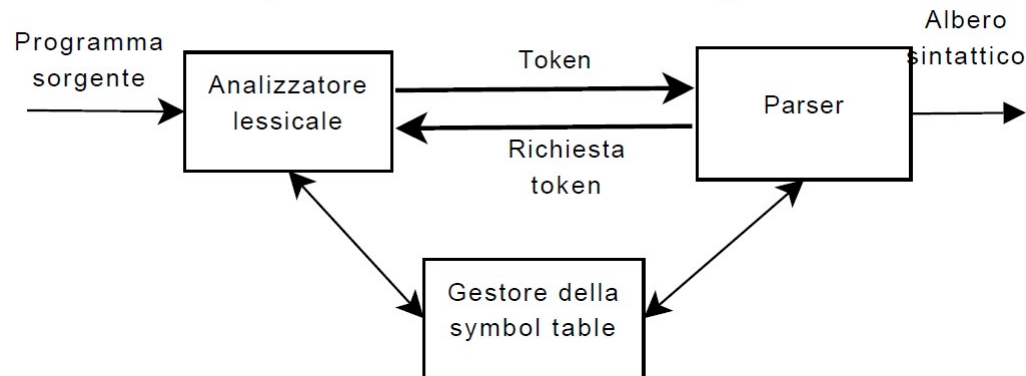 Programma
sorgente
Analizzatore
lessicale
Token
Richiesta
token
Parser
Albero
sintattico
Gestore della
symbol table